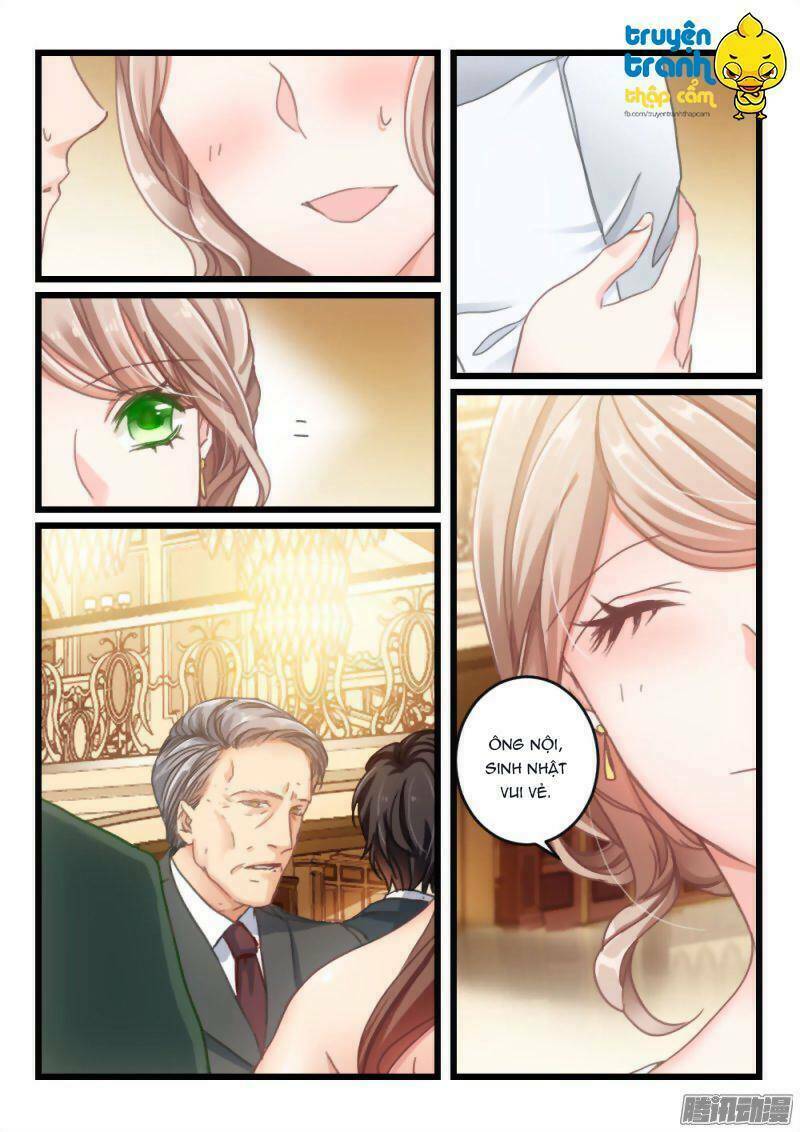 truyện
tranh
thập cẩm
fb.com/truyentranhthapcam
ÔNG NỘI,
SINH NHẬT
VUI VẺ.
腾讯动漫